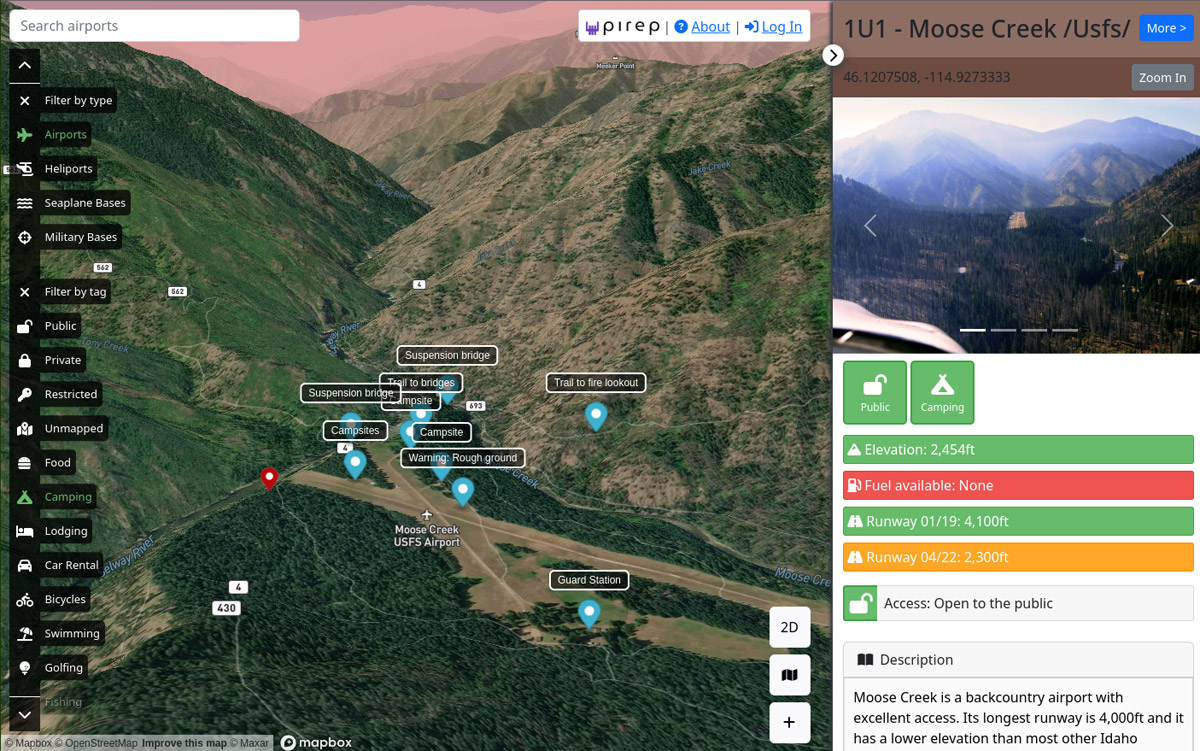 Search airports
pirep | About | Log In
Meeker Point
Filter by type
Airports
Heliports
Seaplane Bases
Military Bases
Filter by tag
Public
Private
Restricted
Unmapped
Food
Camping
Lodging
Car Rental
Bicycles
Swimming
Golfing
Fishing
562
562
4
693
4
4
430
Jake Creek
Tony Creek
Selway River
Suspension bridge
Trail to bridges
Suspension bridge
Campsite
Trail to fire lookout
Campsites
Campsite
Warning: Rough ground
Moose Creek
USFS Airport
Guard Station
Moose Cre
2D
+
© Mapbox © OpenStreetMap Improve this map © Maxar
mapbox
1U1 - Moose Creek /Usfs/
More >
46.1207508, -114.9273333
Zoom In
Public
Camping
Elevation: 2,454ft
Fuel available: None
Runway 01/19: 4,100ft
Runway 04/22: 2,300ft
Access: Open to the public
Description
Moose Creek is a backcountry airport with
excellent access. Its longest runway is 4,000ft and it
has a lower elevation than most other Idaho